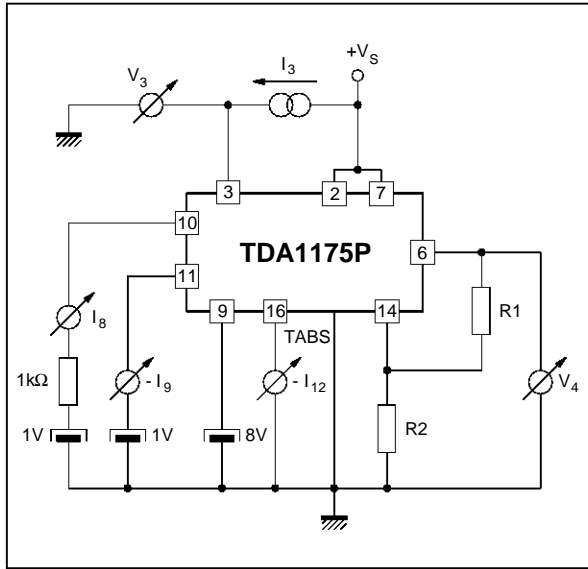 +VS
I3
V3
3
2
7
10
TDA1175P
6
11
R1
9
16
14
TABS
I8
1kΩ
- I9
- I12
V4
1V
1V
8V
R2